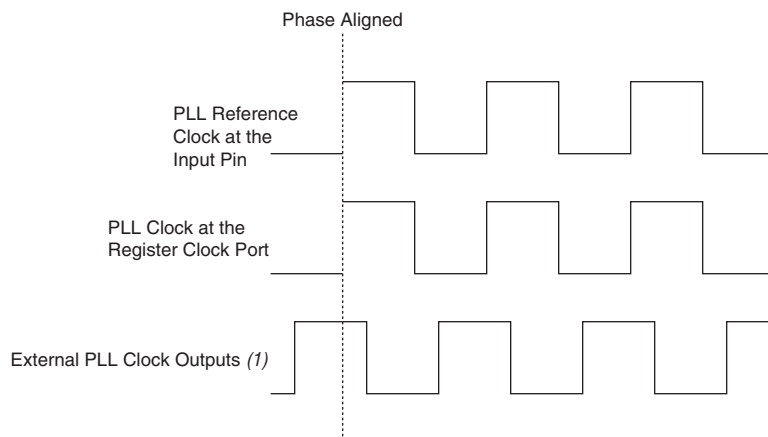 Phase Aligned
PLL Reference
Clock at the
Input Pin
PLL Clock at the
Register Clock Port
External PLL Clock Outputs (1)